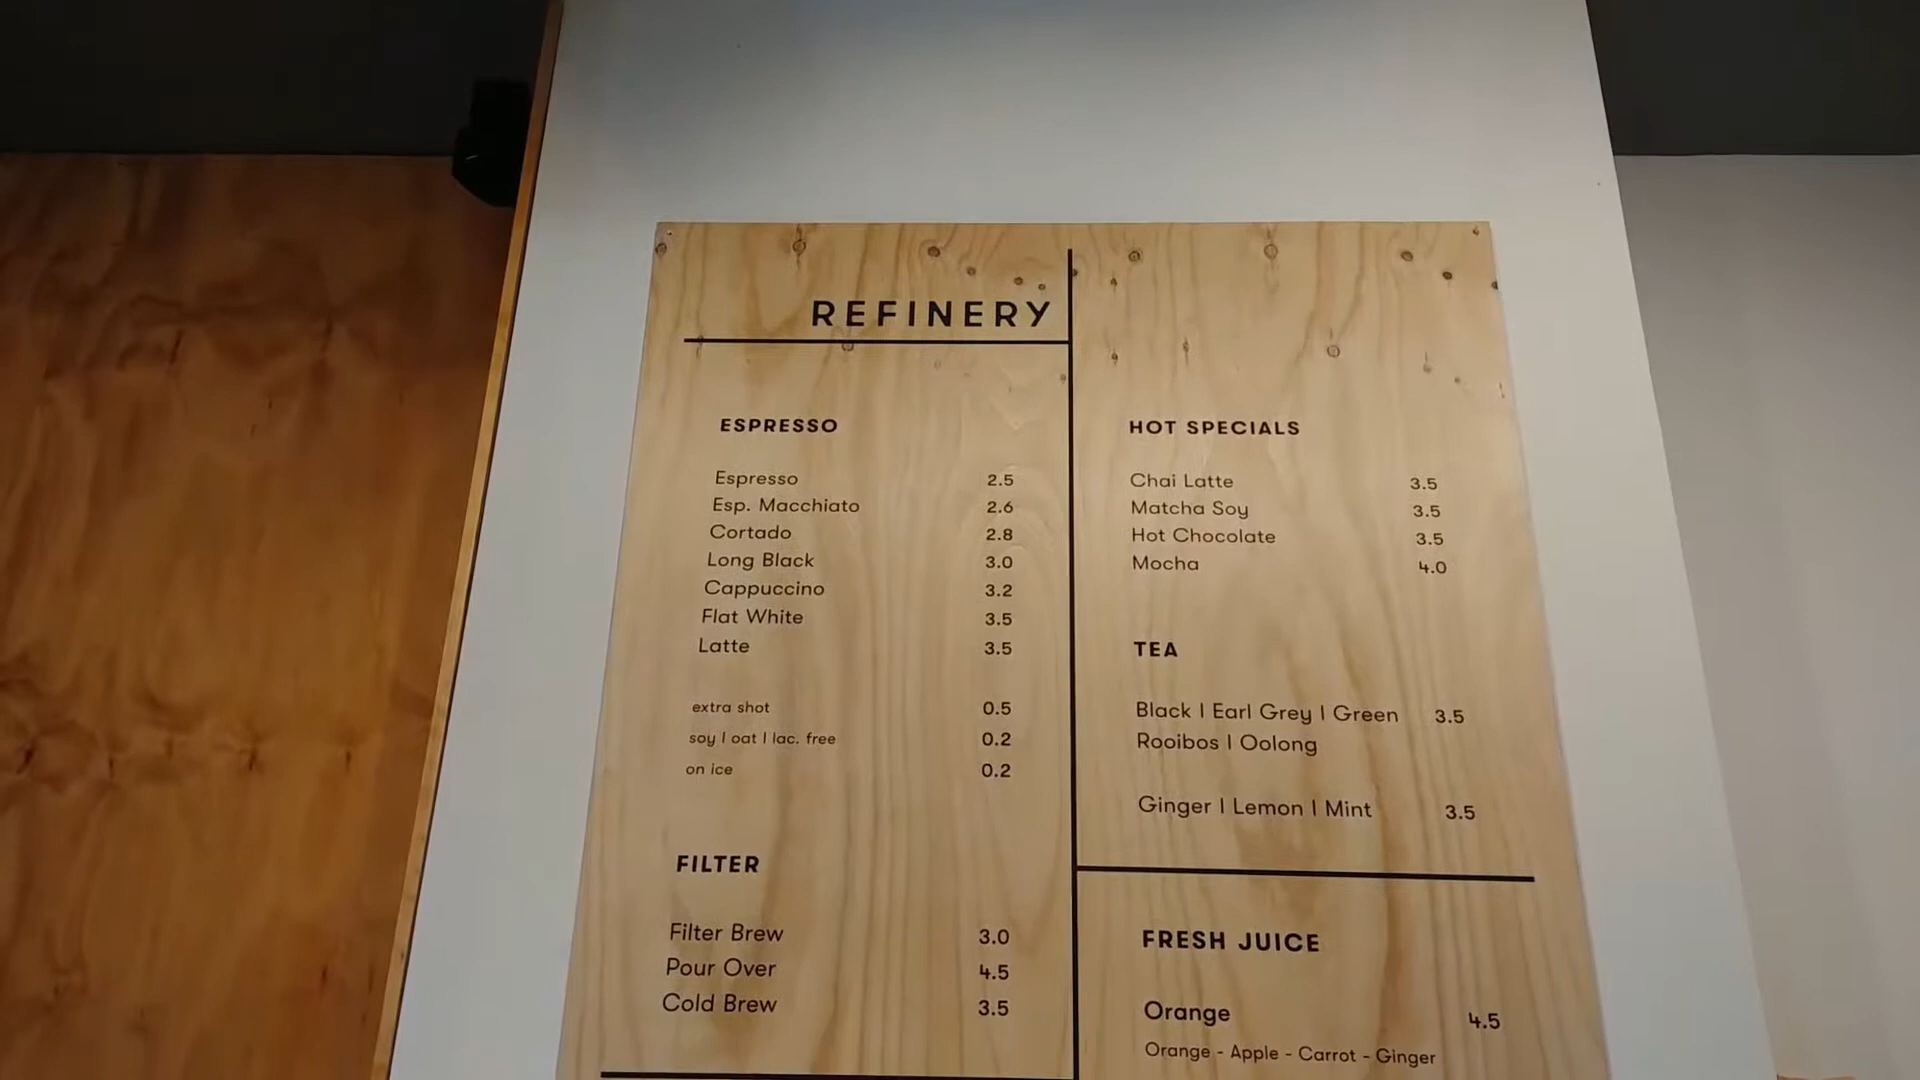 REFINERY
ESPRESSO
Espresso 2.5
Esp. Macchiato 2.6
Cortado 2.8
Long Black 3.0
Cappuccino 3.2
Flat White 3.5
Latte 3.5
extra shot 0.5
soy | oat | lac. free 0.2
on ice 0.2
FILTER
Filter Brew 3.0
Pour Over 4.5
Cold Brew 3.5
HOT SPECIALS
Chai Latte 3.5
Matcha Soy 3.5
Hot Chocolate 3.5
Mocha 4.0
TEA
Black | Earl Grey | Green 3.5
Rooibos | Oolong
Ginger | Lemon | Mint 3.5
FRESH JUICE
Orange 4.5
Orange - Apple - Carrot - Ginger